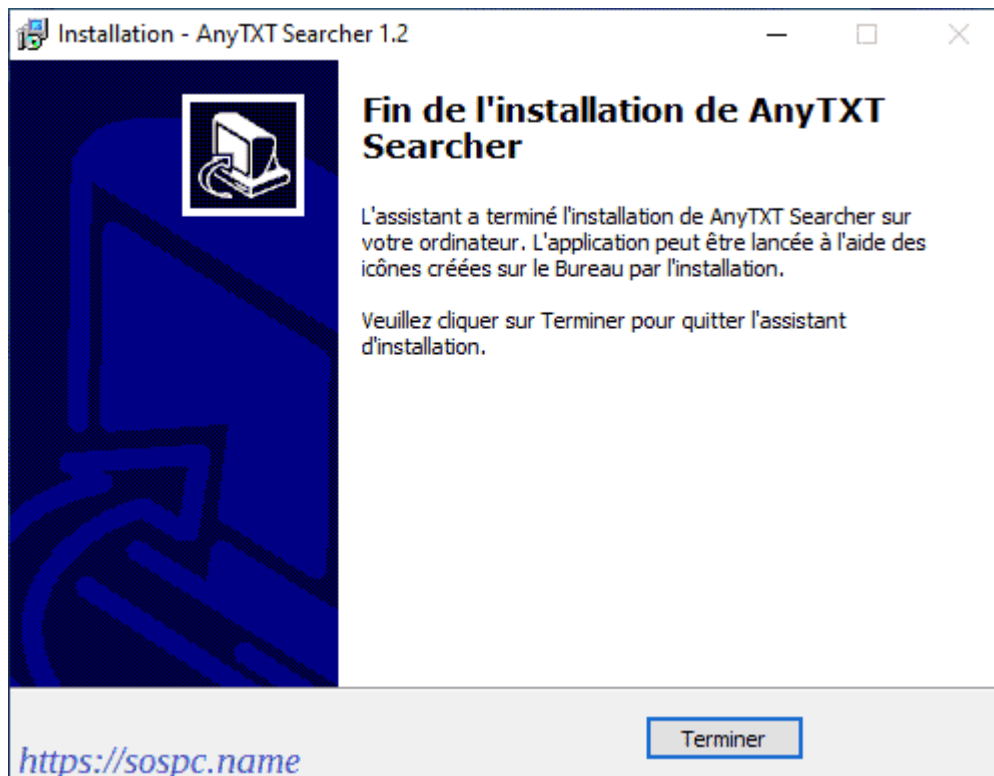 Installation - AnyTXT Searcher 1.2
Fin de l'installation de AnyTXT
Searcher
L'assistant a terminé l'installation de AnyTXT Searcher sur
votre ordinateur. L'application peut être lancée à l'aide des
icônes créées sur le Bureau par l'installation.
Veuillez cliquer sur Terminer pour quitter l'assistant
d'installation.
Terminer
https://sospc.name